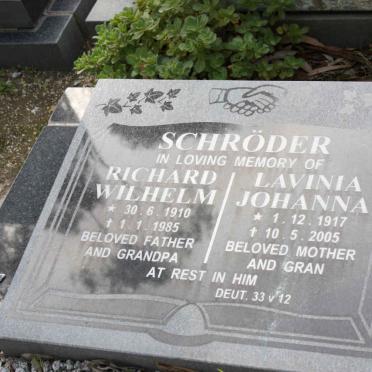 SCHRÖDER
IN LOVING MEMORY OF
RICHARD
WILHELM
★ 30.6.1910
✝ 1.1.1985
BELOVED FATHER
AND GRANDPA
LAVINIA
JOHANNA
★ 1.12.1917
✝ 10.5.2005
BELOVED MOTHER
AND GRAN
AT REST IN HIM
DEUT. 33 v 12